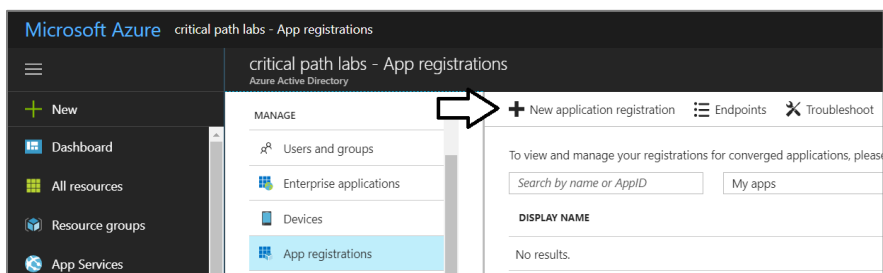 Microsoft Azure critical path labs - App registrations
critical path labs - App registrations
Azure Active Directory
New
Dashboard
All resources
Resource groups
App Services
MANAGE
Users and groups
Enterprise applications
Devices
App registrations
New application registration Endpoints Troubleshoot
To view and manage your registrations for converged applications, please
Search by name or AppID My apps
DISPLAY NAME
No results.